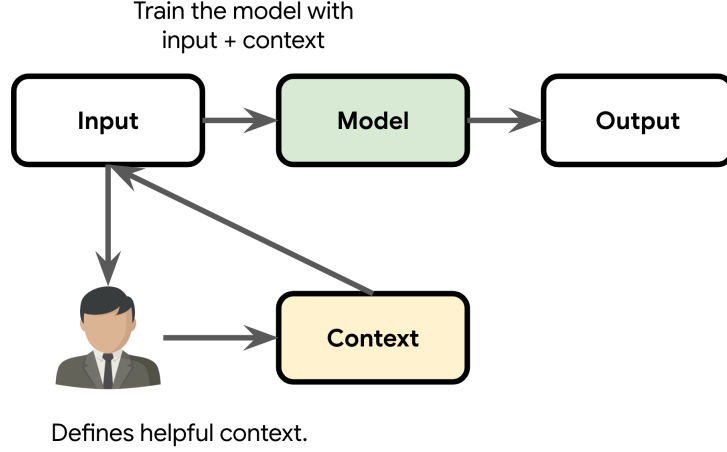 Train the model with
input + context
Input
Model
Output
Context
Defines helpful context.